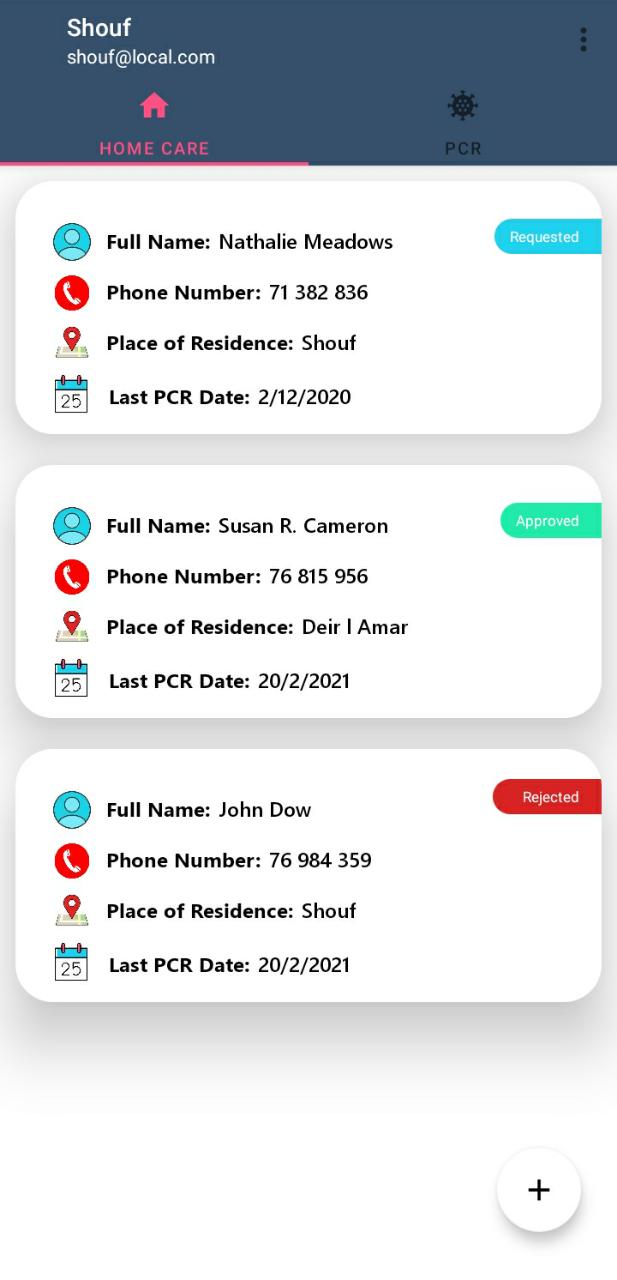 Shouf
shouf@local.com
HOME CARE
PCR
Full Name: Nathalie Meadows
Requested
Phone Number: 71 382 836
Place of Residence: Shouf
25
Last PCR Date: 2/12/2020
Full Name: Susan R. Cameron
Approved
Phone Number: 76 815 956
Place of Residence: Deir l Amar
25
Last PCR Date: 20/2/2021
Rejected
Full Name: John Dow
Phone Number: 76 984 359
Place of Residence: Shouf
25
Last PCR Date: 20/2/2021